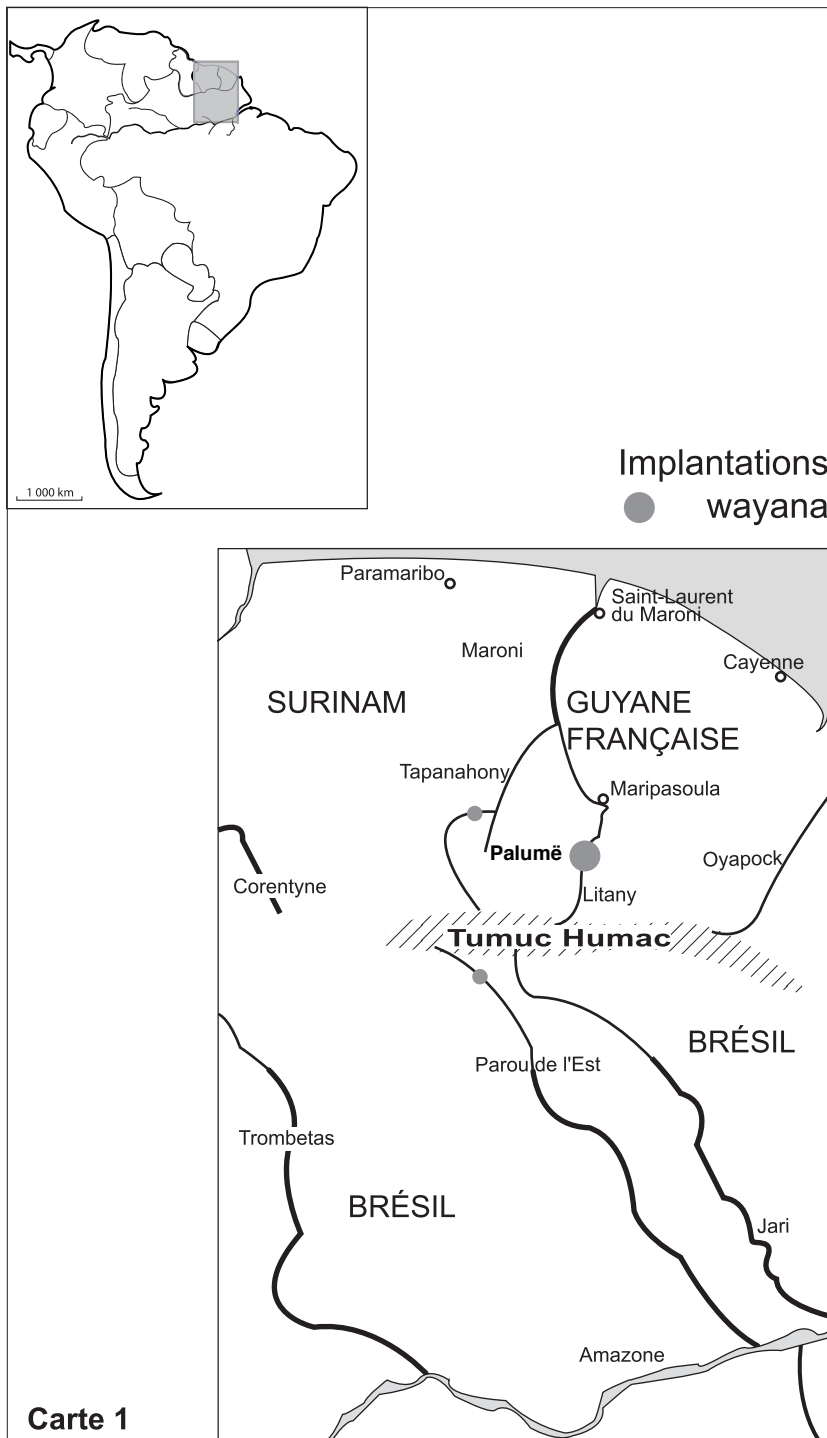 1 000 km
Implantations
wayana
Paramaribo
Saint-Laurent
du Maroni
Maroni
Cayenne
SURINAM
GUYANE
FRANÇAISE
Tapanahony
Maripasoula
Palumë
Oyapock
Corentyne
Litany
Tumuc Humac
BRÉSIL
Parou de l'Est
Trombetas
BRÉSIL
Jari
Amazone
Carte 1